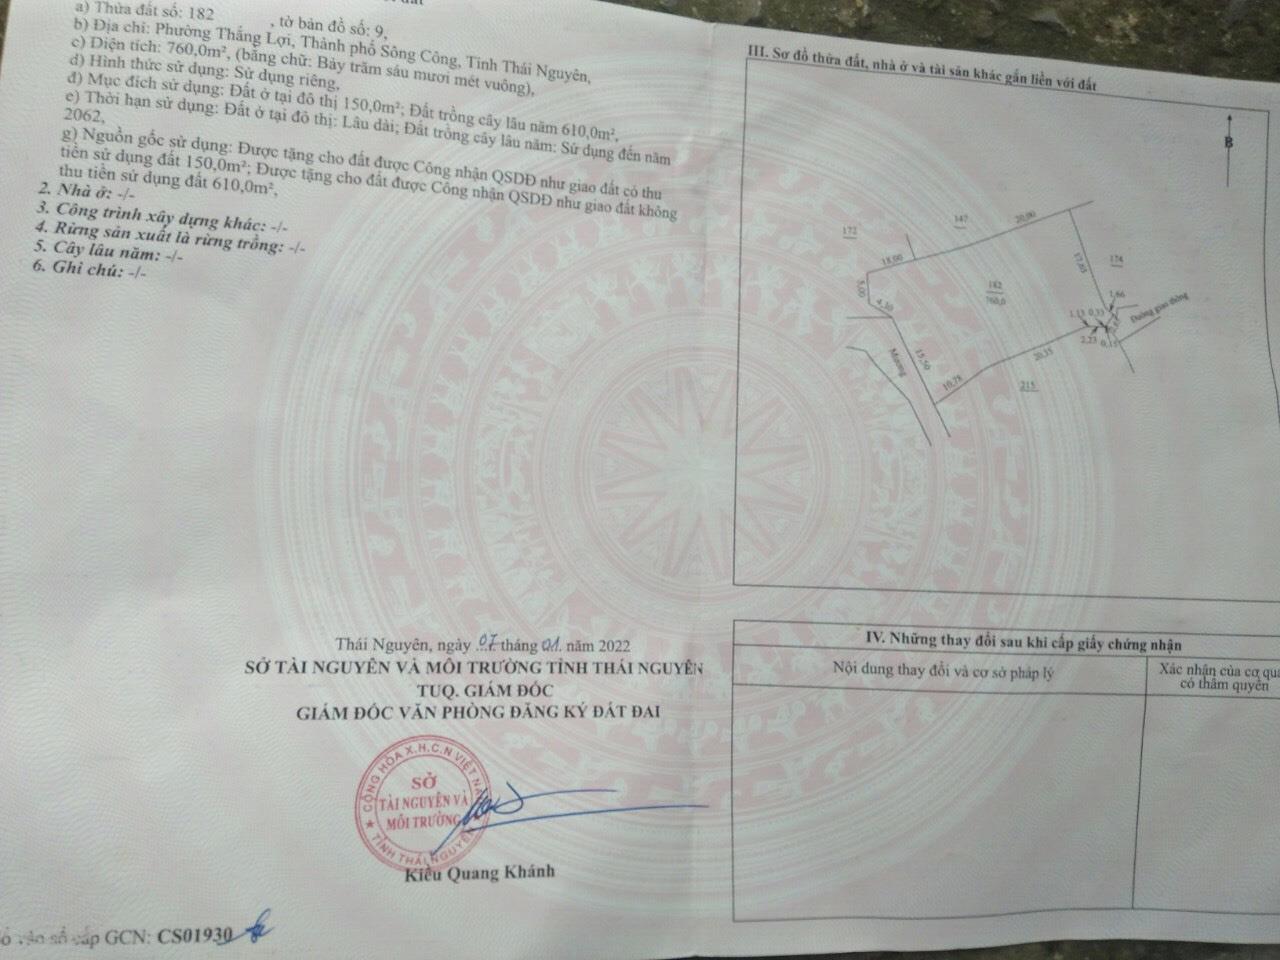 a) Thửa đất số: 182 , tờ bản đồ số: 9,
b) Địa chỉ: Phường Thắng Lợi, Thành phố Sông Công, Tỉnh Thái Nguyên,
c) Diện tích: 760,0m², (bằng chữ: Bảy trăm sáu mươi mét vuông),
d) Hình thức sử dụng: Sử dụng riêng,
đ) Mục đích sử dụng: Đất ở tại đô thị 150,0m²; Đất trồng cây lâu năm 610,0m²,
e) Thời hạn sử dụng: Đất ở tại đô thị: Lâu dài; Đất trồng cây lâu năm: Sử dụng đến năm
2062,
g) Nguồn gốc sử dụng: Được tặng cho đất được Công nhận QSDĐ như giao đất có thu
tiền sử dụng đất 150,0m²; Được tặng cho đất được Công nhận QSDĐ như giao đất không
thu tiền sử dụng đất 610,0m²,
2. Nhà ở: -/-
3. Công trình xây dựng khác: -/-
4. Rừng sản xuất là rừng trồng: -/-
5. Cây lâu năm: -/-
6. Ghi chú: -/-
Thái Nguyên, ngày 07 tháng 01 năm 2022
SỞ TÀI NGUYÊN VÀ MÔI TRƯỜNG TỈNH THÁI NGUYÊN
TUQ. GIÁM ĐỐC
GIÁM ĐỐC VĂN PHÒNG ĐĂNG KÝ ĐẤT ĐAI
CỘNG HÒA X.H.C.N VIỆT NAM
SỞ
TÀI NGUYÊN VÀ
MÔI TRƯỜNG
★ TỈNH THÁI NGUYÊN
Kiều Quang Khánh
vào sổ cấp GCN: CS01930
III. Sơ đồ thửa đất, nhà ở và tài sản khác gắn liền với đất
B
172
147
20,00
18,00
17,65
174
5,00
4,30
182
760,0
1,66
1,13 0,33
Đường giao thông
2,23 0,15
Mương
15,50
20,35
10,78
215
IV. Những thay đổi sau khi cấp giấy chứng nhận
Nội dung thay đổi và cơ sở pháp lý
Xác nhận của cơ qua
có thẩm quyền